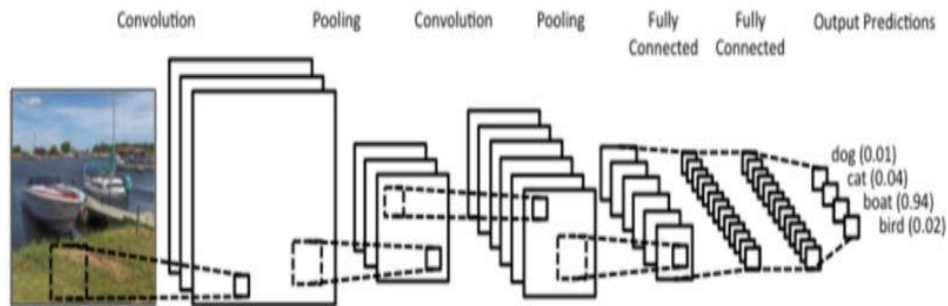 Convolution
Pooling
Convolution
Pooling
Fully
Connected
Fully
Connected
Output Predictions
dog (0.01)
cat (0.04)
boat (0.94)
bird (0.02)